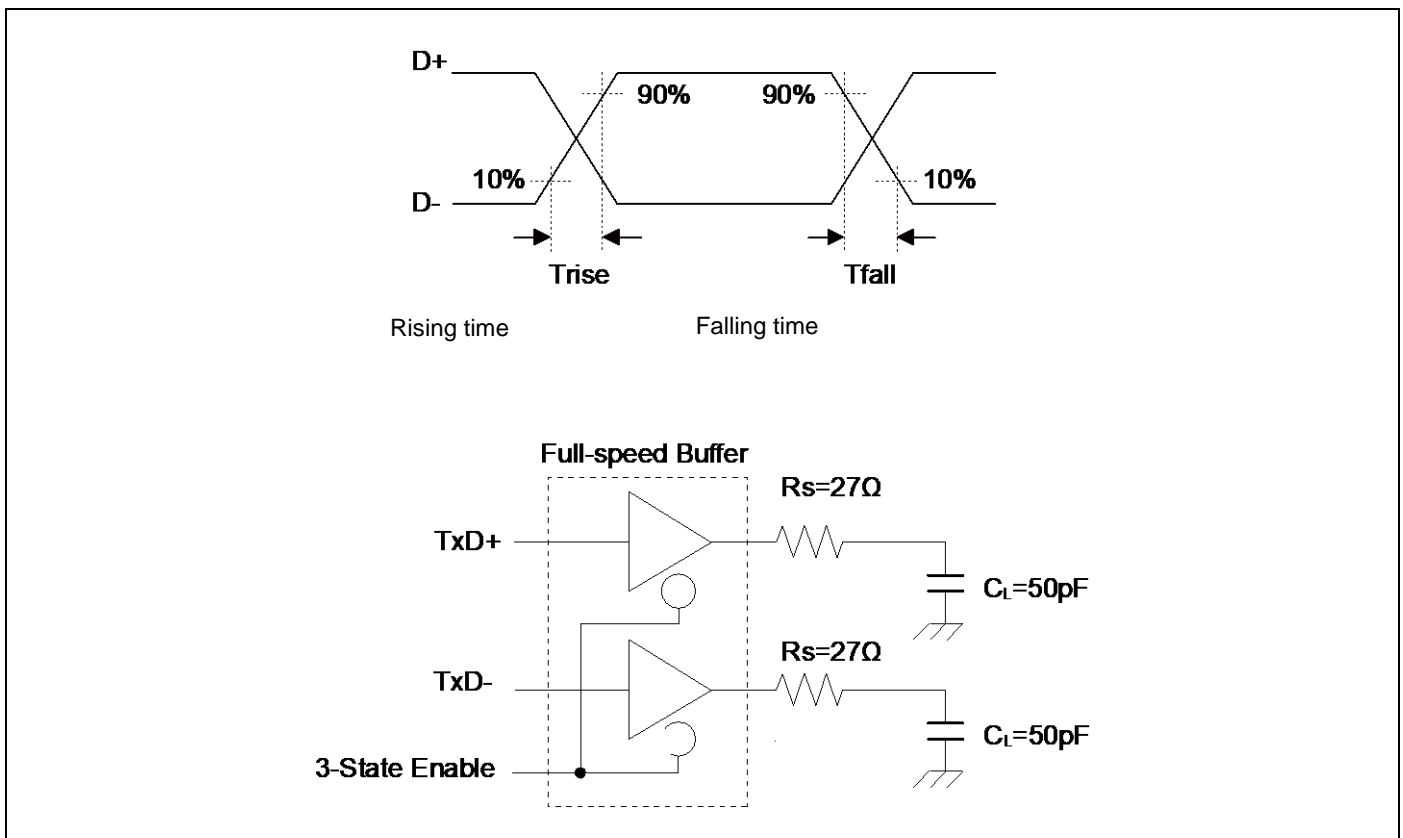 D+
90% 90%
10% 10%
D-
Trise Tfall
Rising time Falling time
Full-speed Buffer
Rs=27Ω
TxD+
CL=50pF
Rs=27Ω
TxD-
CL=50pF
3-State Enable